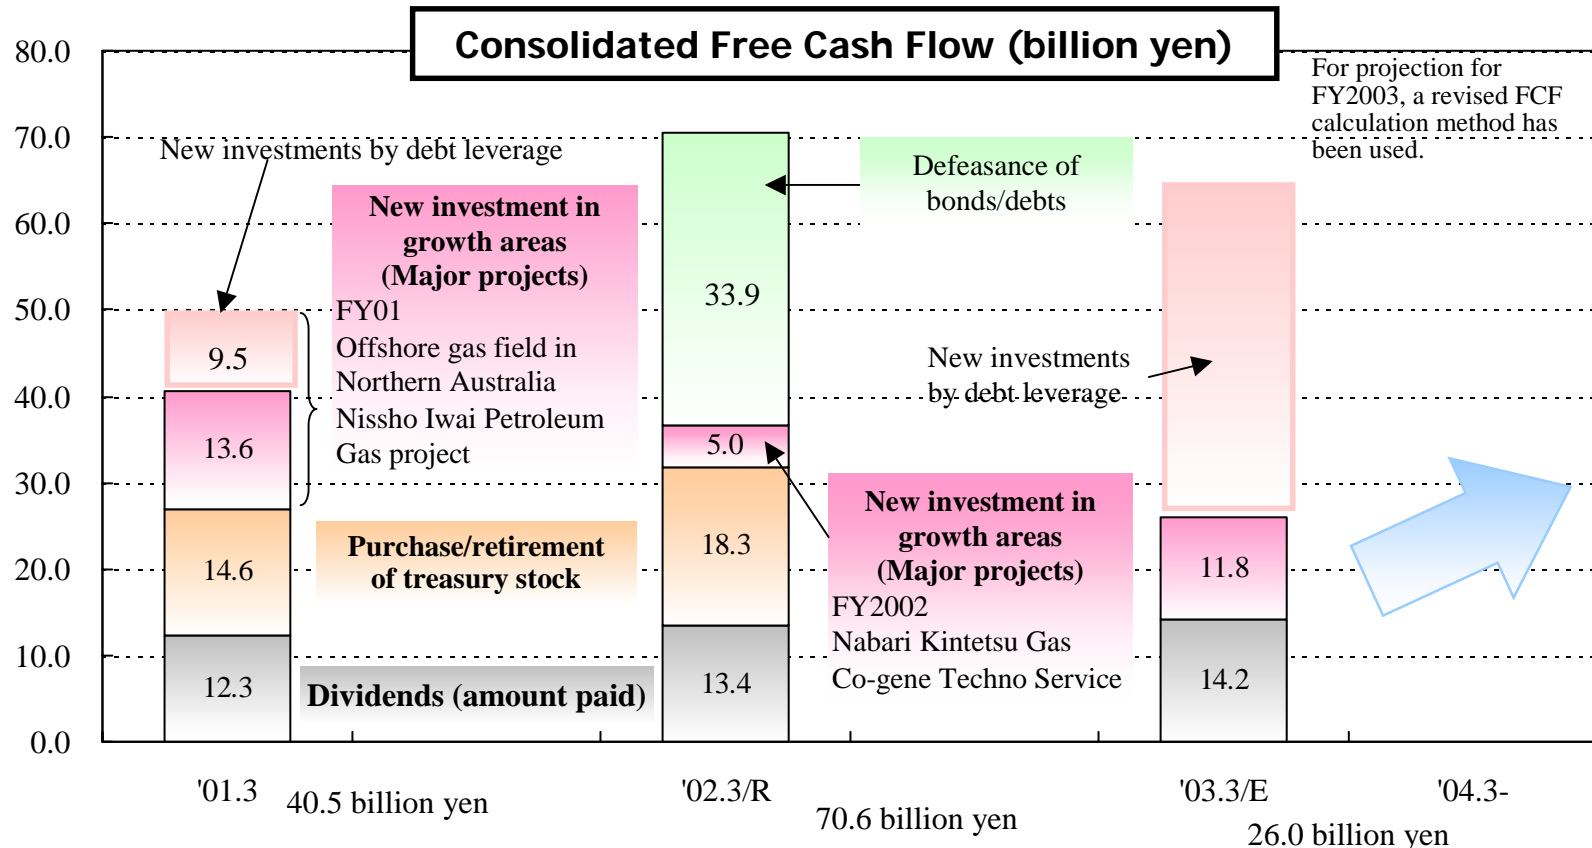 Consolidated Free Cash Flow (billion yen)
80.0
70.0
60.0
50.0
40.0
30.0
20.0
10.0
0.0
For projection for
FY2003, a revised FCF
calculation method has
been used.
New investments by debt leverage
9.5
13.6
14.6
12.3
New investment in
growth areas
(Major projects)
FY01
Offshore gas field in
Northern Australia
Nissho Iwai Petroleum
Gas project
Purchase/retirement
of treasury stock
Dividends (amount paid)
33.9
5.0
18.3
13.4
Defeasance of
bonds/debts
New investments
by debt leverage
New investment in
growth areas
(Major projects)
FY2002
Nabari Kintetsu Gas
Co-gene Techno Service
11.8
14.2
'01.3
40.5 billion yen
'02.3/R
70.6 billion yen
'03.3/E
26.0 billion yen
'04.3-